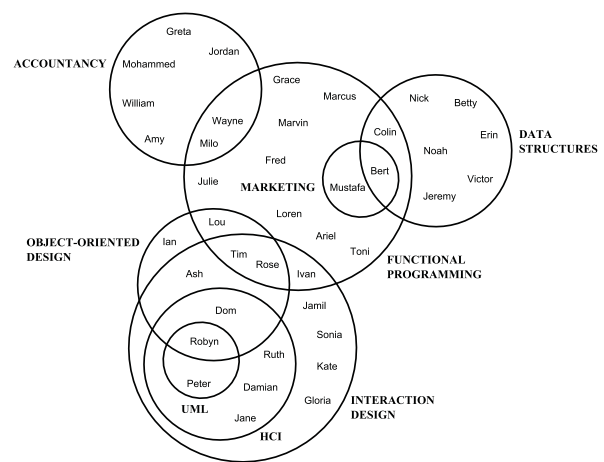 Greta
Jordan
ACCOUNTANCY
Mohammed
Grace
Marcus
Nick
Betty
William
Wayne
Marvin
Colin
Erin
DATA
STRUCTURES
Amy
Milo
Noah
Fred
Bert
Julie
MARKETING
Mustafa
Victor
Jeremy
Loren
Lou
OBJECT-ORIENTED
DESIGN
Ian
Ariel
Toni
Tim
Rose
FUNCTIONAL
PROGRAMMING
Ash
Ivan
Dom
Jamil
Robyn
Sonia
Ruth
Kate
Peter
Damian
Gloria
INTERACTION
DESIGN
UML
Jane
HCI